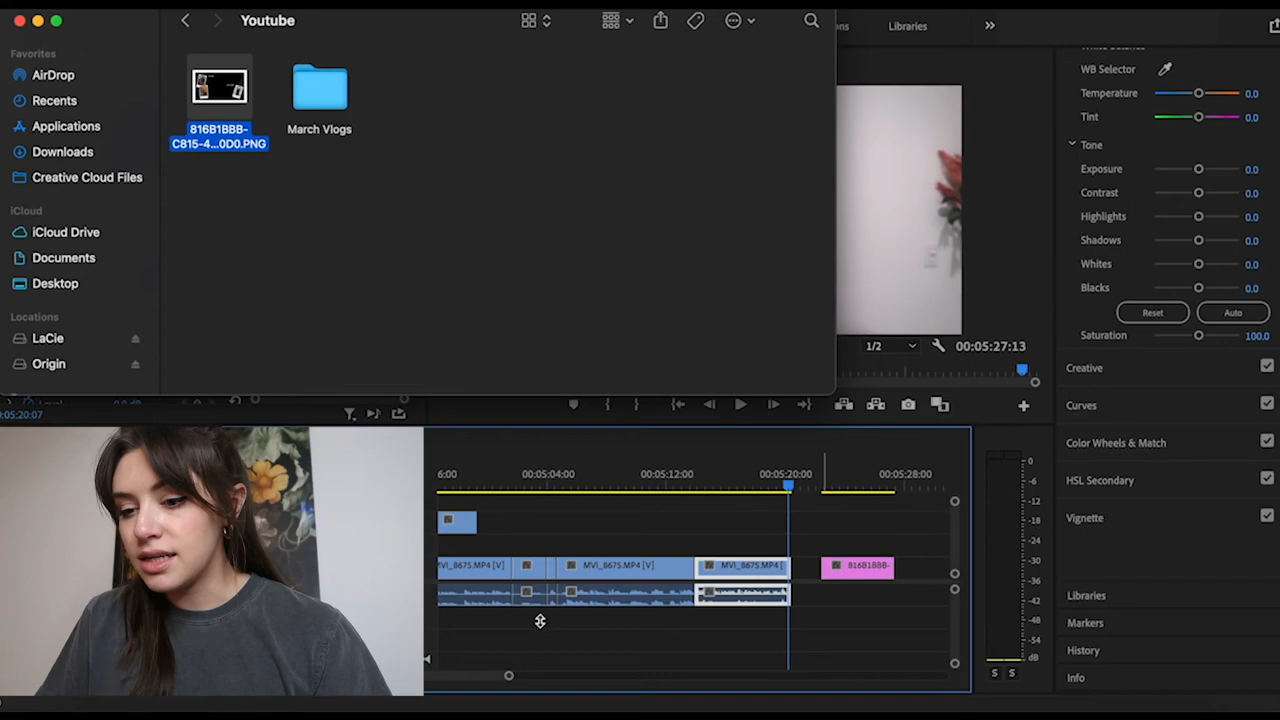 Youtube
ons
Libraries
Favorites
AirDrop
Recents
Applications
Downloads
Creative Cloud Files
iCloud
iCloud Drive
Documents
Desktop
Locations
LaCie
Origin
816B1BBB-
C815-4...0D0.PNG
March Vlogs
WB Selector
Temperature 0.0
Tint 0.0
Tone
Exposure 0.0
Contrast 0.0
Highlights 0.0
Shadows 0.0
Whites 0.0
Blacks 0.0
Reset Auto
Saturation 100.0
Creative
Curves
Color Wheels & Match
HSL Secondary
Vignette
Libraries
Markers
History
Info
1/2 00:05:27:13
0:05:20:07
6:00 00:05:04:00 00:05:12:00 00:05:20:00 00:05:28:00
MVI_8675.MP4 [V] MVI_8675.MP4 [V] MVI_8675.MP4 [ 816B1BBB-
0
-6
-12
-18
-24
-30
-36
-42
-48
-54
dB
S S